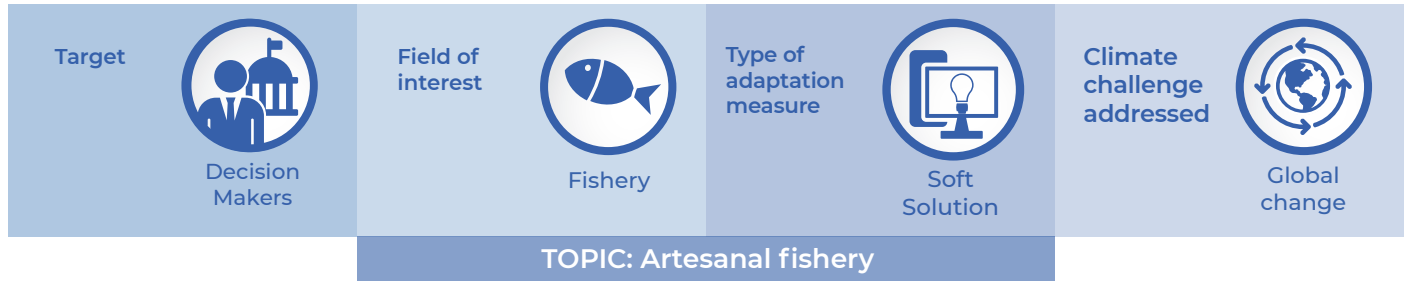 Target
Decision
Makers
Field of
interest
Fishery
Type of
adaptation
measure
Soft
Solution
Climate
challenge
addressed
Global
change
TOPIC: Artesanal fishery